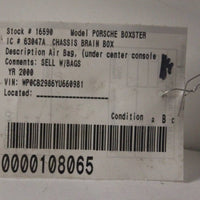 Stock # 16590 Model PORSCHE BOXSTER
IC # 63047A CHASSIS BRAIN BOX
Description Air Bag, (under center console
Comments: SELL W/BAGS
YR 2000
VIN: WP0CB2986YU660981
Located:
Condition a B c
0000108065